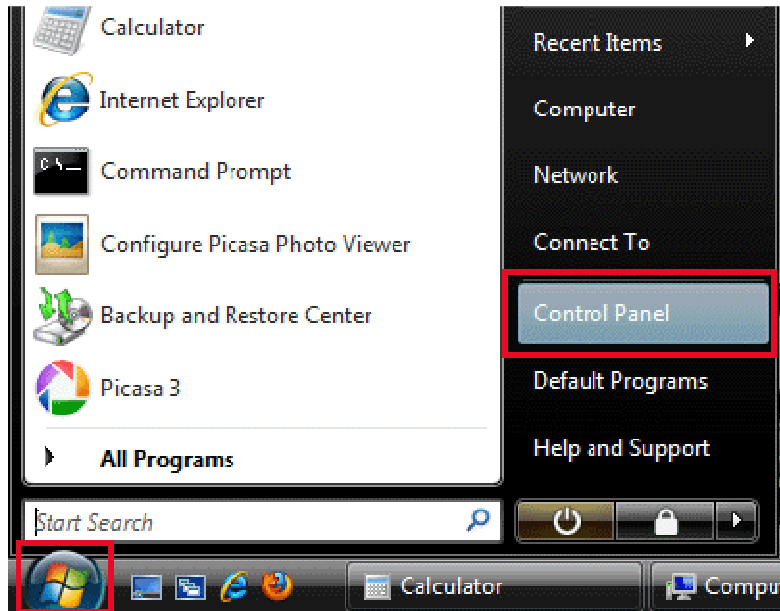 Calculator
Internet Explorer
Command Prompt
Configure Picasa Photo Viewer
Backup and Restore Center
Picasa 3
All Programs
Start Search
Recent Items
Computer
Network
Connect To
Control Panel
Default Programs
Help and Support
Calculator
Compu